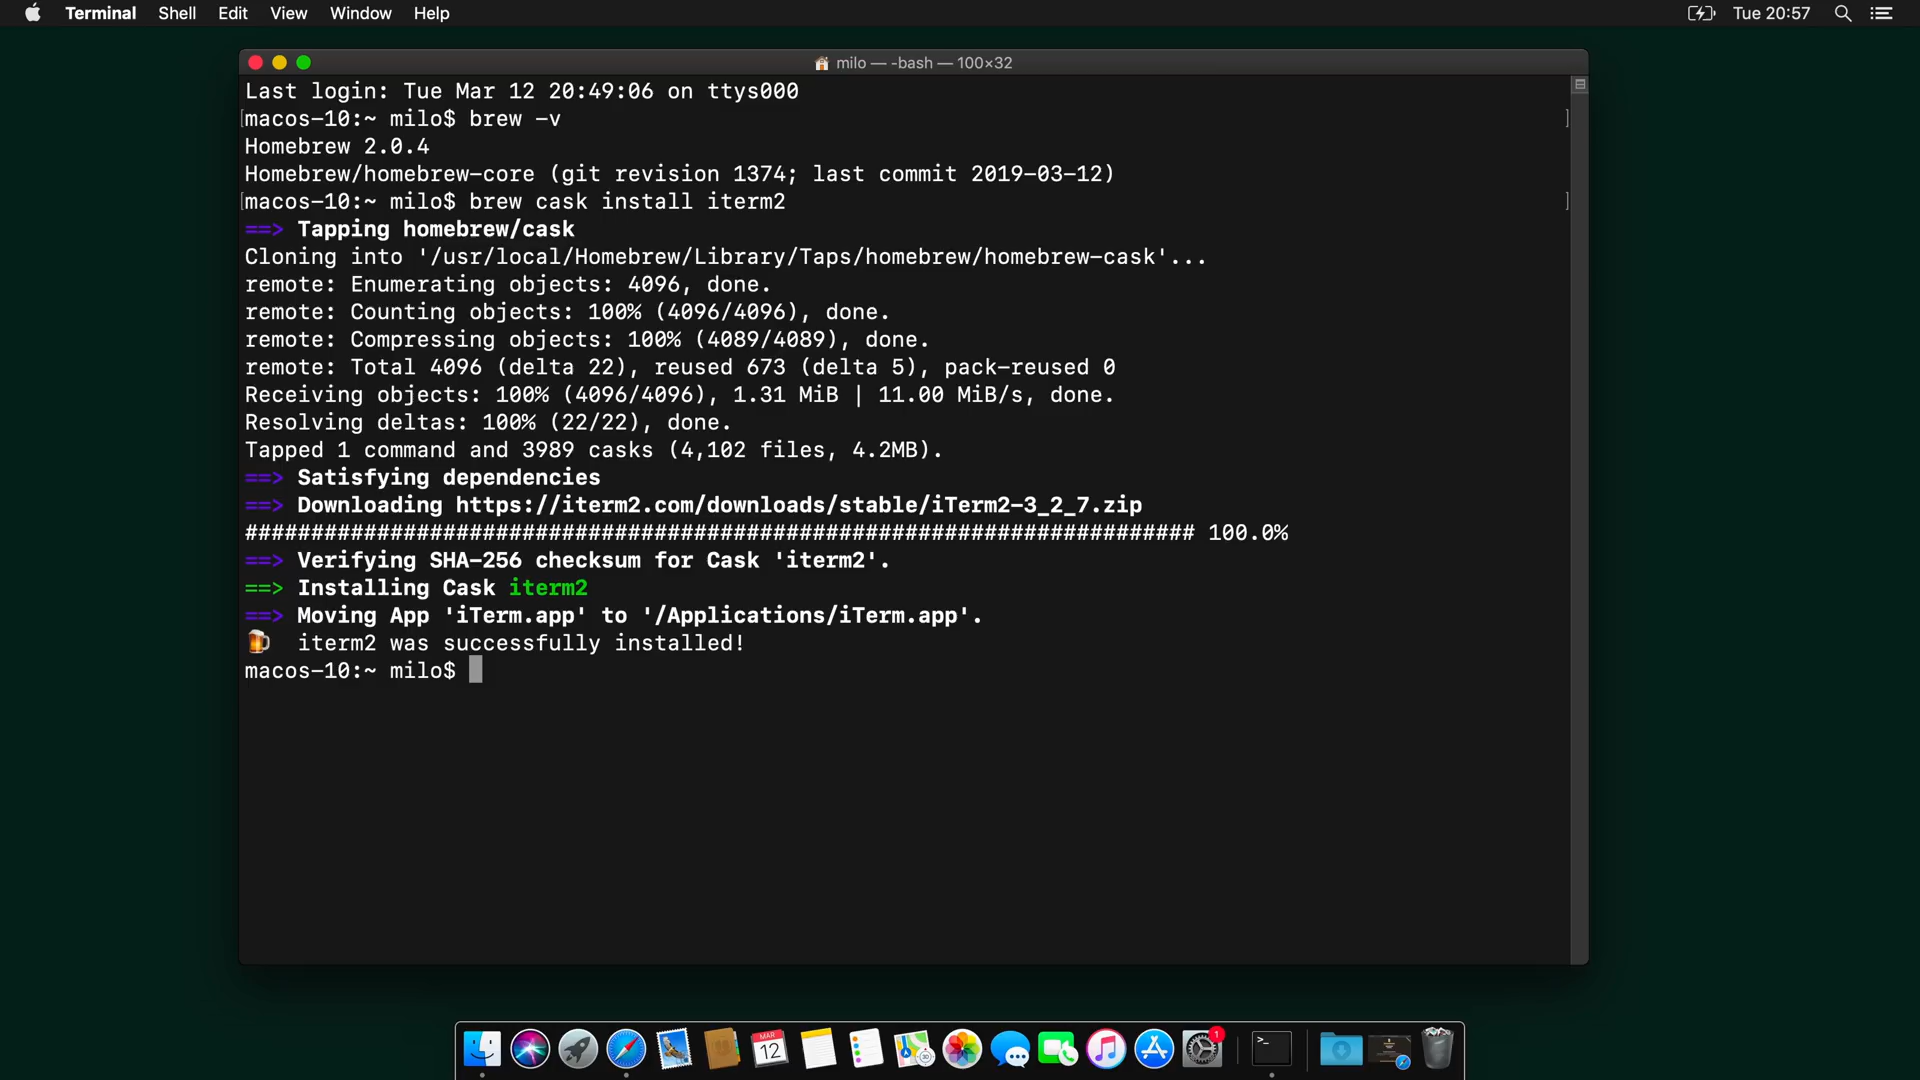 Terminal Shell Edit View Window Help Tue 20:57
milo — -bash — 100×32
Last login: Tue Mar 12 20:49:06 on ttys000
[macos-10:~ milo$ brew -v ]
Homebrew 2.0.4
Homebrew/homebrew-core (git revision 1374; last commit 2019-03-12)
[macos-10:~ milo$ brew cask install iterm2 ]
==> Tapping homebrew/cask
Cloning into '/usr/local/Homebrew/Library/Taps/homebrew/homebrew-cask'...
remote: Enumerating objects: 4096, done.
remote: Counting objects: 100% (4096/4096), done.
remote: Compressing objects: 100% (4089/4089), done.
remote: Total 4096 (delta 22), reused 673 (delta 5), pack-reused 0
Receiving objects: 100% (4096/4096), 1.31 MiB | 11.00 MiB/s, done.
Resolving deltas: 100% (22/22), done.
Tapped 1 command and 3989 casks (4,102 files, 4.2MB).
==> Satisfying dependencies
==> Downloading https://iterm2.com/downloads/stable/iTerm2-3_2_7.zip
######################################################################## 100.0%
==> Verifying SHA-256 checksum for Cask 'iterm2'.
==> Installing Cask iterm2
==> Moving App 'iTerm.app' to '/Applications/iTerm.app'.
🍺 iterm2 was successfully installed!
macos-10:~ milo$
MAR
12
1
>_